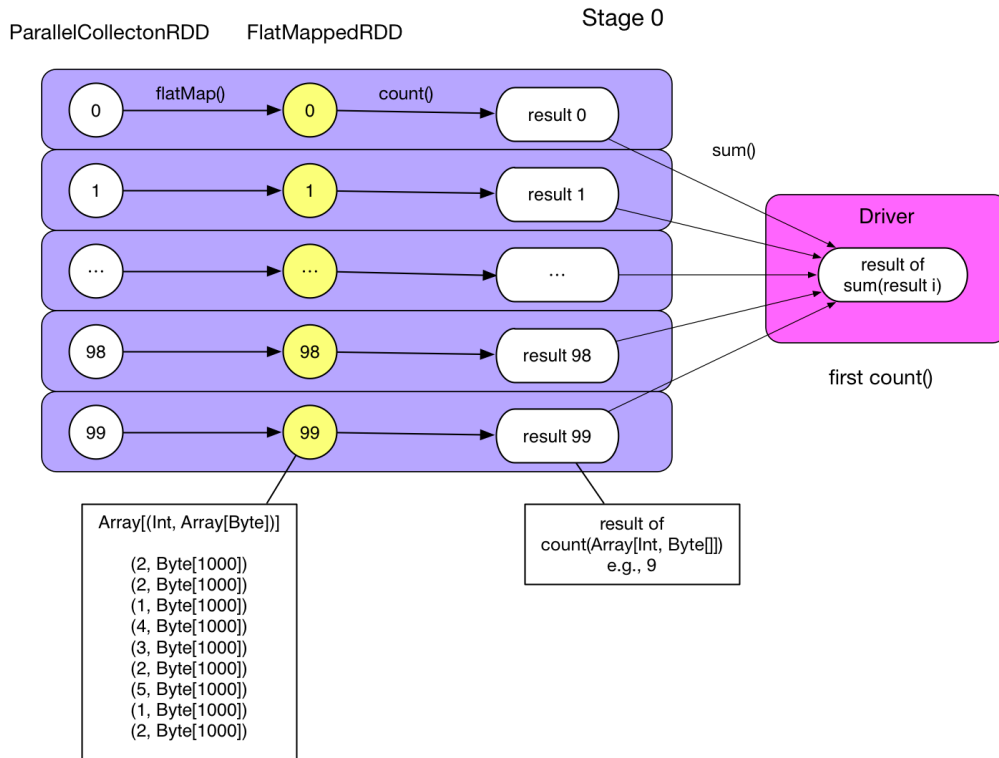 Stage 0
ParallelCollectonRDD
FlatMappedRDD
0
flatMap()
0
count()
result 0
sum()
1
1
result 1
Driver
...
...
...
result of
sum(result i)
98
98
result 98
first count()
99
99
result 99
Array[(Int, Array[Byte])]
(2, Byte[1000])
(2, Byte[1000])
(1, Byte[1000])
(4, Byte[1000])
(3, Byte[1000])
(2, Byte[1000])
(5, Byte[1000])
(1, Byte[1000])
(2, Byte[1000])
result of
count(Array[Int, Byte[]])
e.g., 9